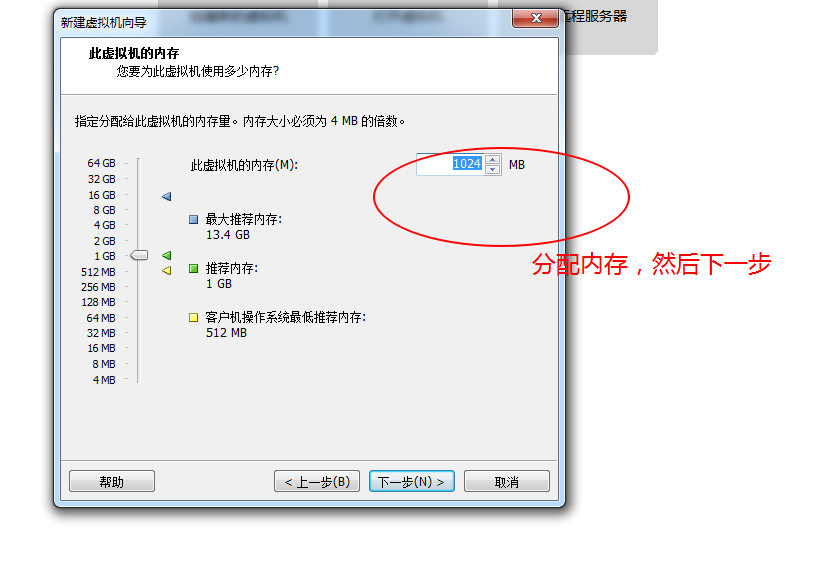 新建虚拟机向导
远程服务器
此虚拟机的内存
您要为此虚拟机使用多少内存?
指定分配给此虚拟机的内存量。内存大小必须为 4 MB 的倍数。
64 GB
32 GB
16 GB
8 GB
4 GB
2 GB
1 GB
512 MB
256 MB
128 MB
64 MB
32 MB
16 MB
8 MB
4 MB
此虚拟机的内存(M):
1024 MB
最大推荐内存:
13.4 GB
推荐内存:
1 GB
客户机操作系统最低推荐内存:
512 MB
分配内存，然后下一步
帮助
< 上一步(B)
下一步(N) >
取消